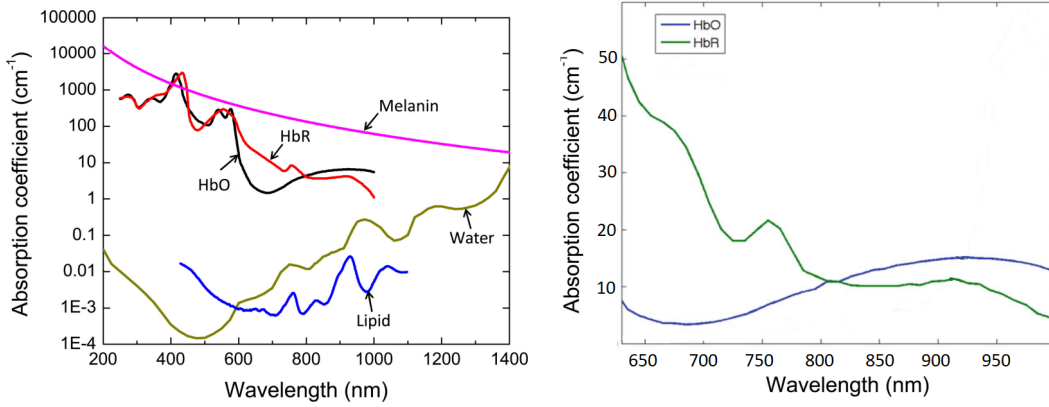 100000
10000
1000
100
10
1
0.1
0.01
1E-3
1E-4
Absorption coefficient (cm⁻¹)
Melanin
HbR
HbO
Water
Lipid
200 400 600 800 1000 1200 1400
Wavelength (nm)
HbO
HbR
50
40
30
20
10
Absorption coefficient (cm⁻¹)
650 700 750 800 850 900 950
Wavelength (nm)